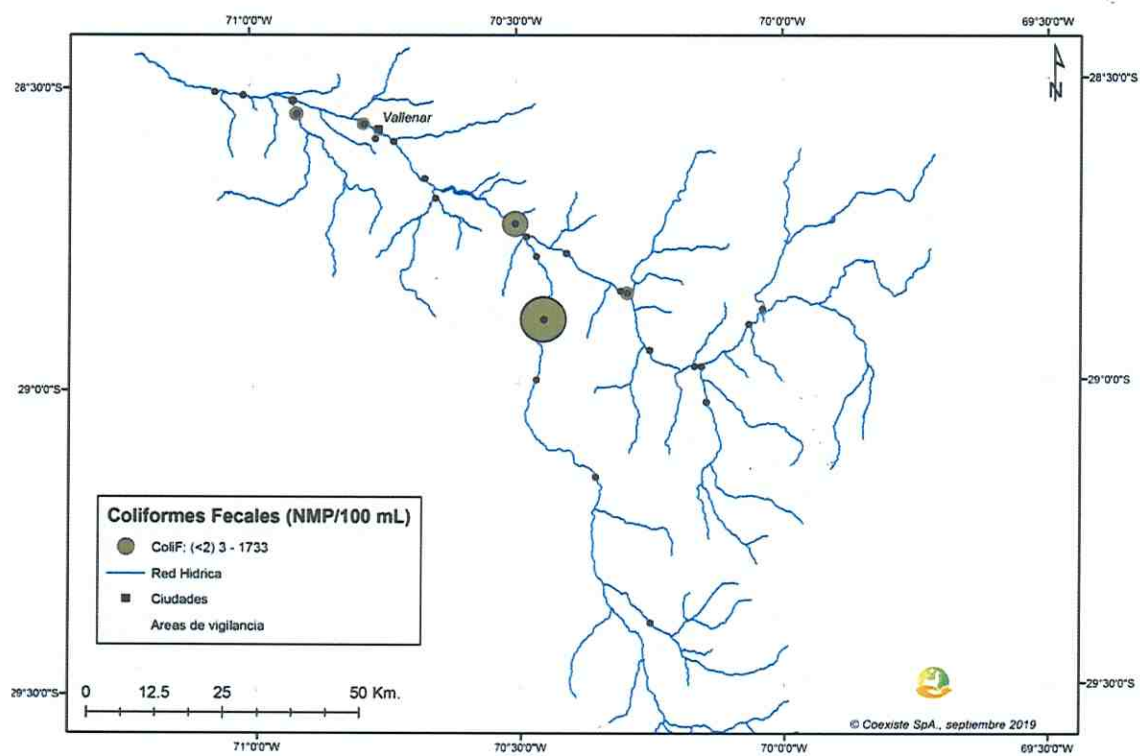 71°0'0"W 70°30'0"W 70°0'0"W 69°30'0"W
28°30'0"S 28°30'0"S
N
Vallenar
29°0'0"S 29°0'0"S
Coliformes Fecales (NMP/100 mL)
ColiF: (<2) 3 - 1733
Red Hidrica
Ciudades
Areas de vigilancia
29°30'0"S 29°30'0"S
0 12.5 25 50 Km.
© Coexiste SpA., septiembre 2019
71°0'0"W 70°30'0"W 70°0'0"W 69°30'0"W